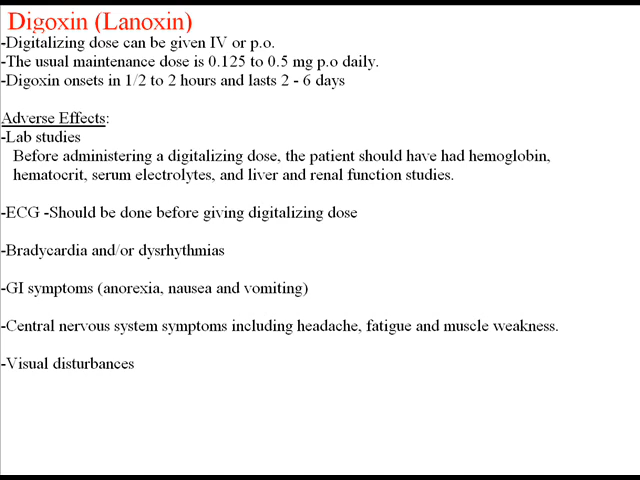 Digoxin (Lanoxin)
-Digitalizing dose can be given IV or p.o.
-The usual maintenance dose is 0.125 to 0.5 mg p.o daily.
-Digoxin onsets in 1/2 to 2 hours and lasts 2 - 6 days
Adverse Effects:
-Lab studies
Before administering a digitalizing dose, the patient should have had hemoglobin,
hematocrit, serum electrolytes, and liver and renal function studies.
-ECG -Should be done before giving digitalizing dose
-Bradycardia and/or dysrhythmias
-GI symptoms (anorexia, nausea and vomiting)
-Central nervous system symptoms including headache, fatigue and muscle weakness.
-Visual disturbances